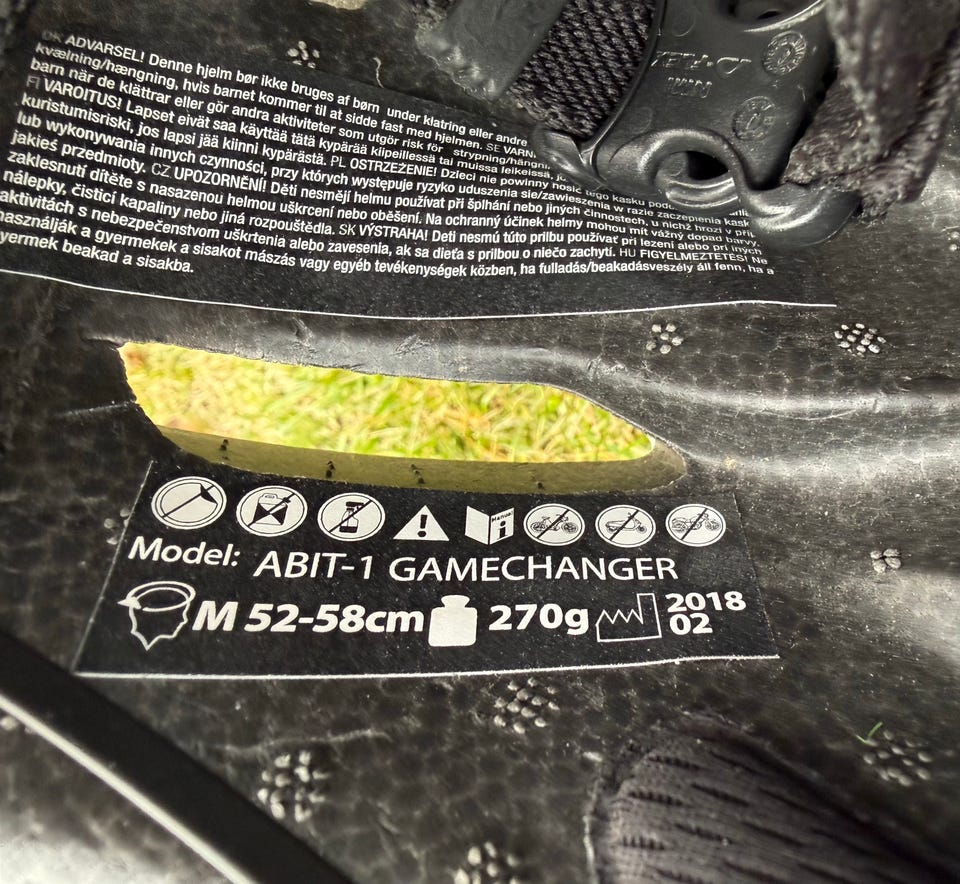 DK ADVARSEL! Denne hjelm bør ikke bruges af børn under klatring eller andre
kvælning/hængning, hvis barnet kommer til at sidde fast med hjelmen. SE VARN
barn när de klättrar eller gör andra aktiviteter som utgör risk för strypning/hängni
FI VAROITUS! Lapset eivät saa käyttää tätä kypärää kiipeillessä tai muissa leikeissä, jo
kuristumisriski, jos lapsi jää kiinni kypärästä. PL OSTRZEŻENIE! Dzieci nie powinny nosić tego kasku podc
lub wykonywania innych czynności, przy których występuje ryzyko uduszenia się/zawieszenia w razie zaczepienia kask
jakieś przedmioty. CZ UPOZORNĚNÍ! Děti nesmějí helmu používat při šplhání nebo jiných činnostech, u nichž hrozí v pří
zaklesnutí dítěte s nasazenou helmou uškrcení nebo oběšení. Na ochranný účinek helmy mohou mít vážný dopad barvy,
nálepky, čisticí kapaliny nebo jiná rozpouštědla. SK VÝSTRAHA! Deti nesmú túto prilbu používať pri lezení alebo pri iných
aktivitách s nebezpečenstvom uškrtenia alebo zavesenia, ak sa dieťa s prilbou o niečo zachytí. HU FIGYELMEZTETÉS! Ne
használják a gyermekek a sisakot mászás vagy egyéb tevékenységek közben, ha fulladás/beakadásveszély áll fenn, ha a
yermek beakad a sisakba.
Manual
Model: ABIT-1 GAMECHANGER
M 52-58cm 270g 2018
02